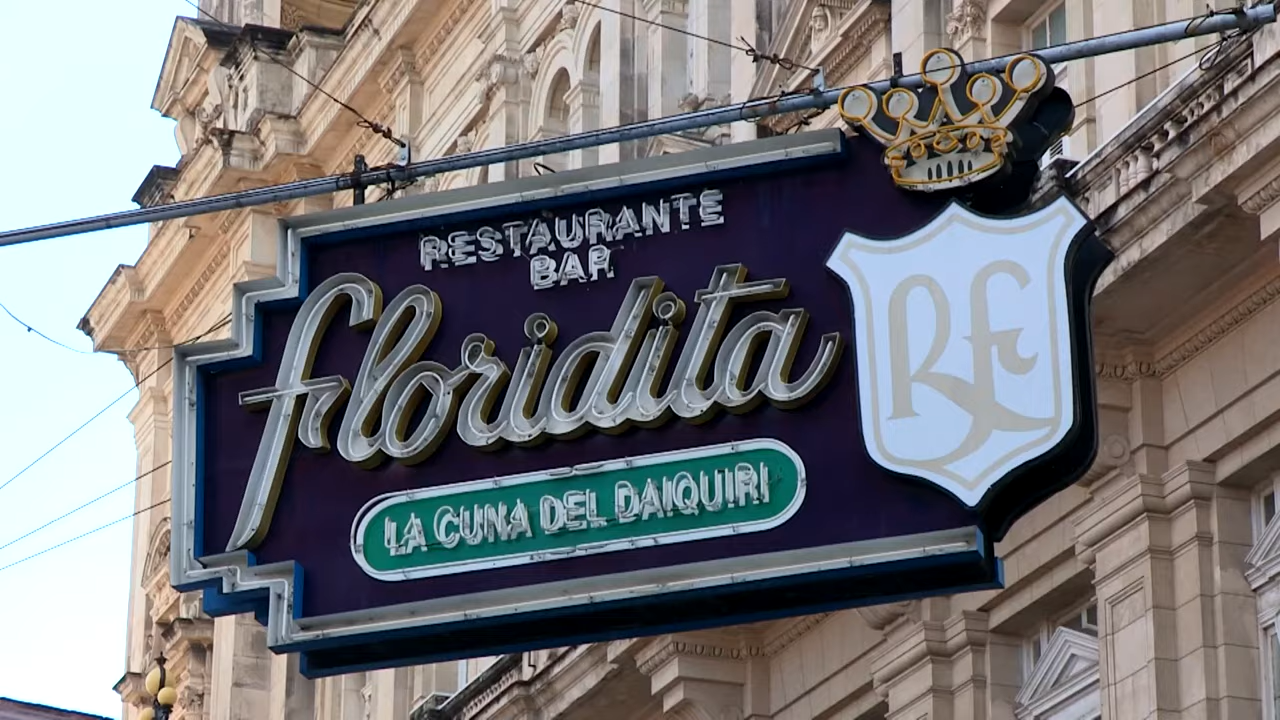 RESTAURANTE
BAR
floridita
LA CUNA DEL DAIQUIRI
RF